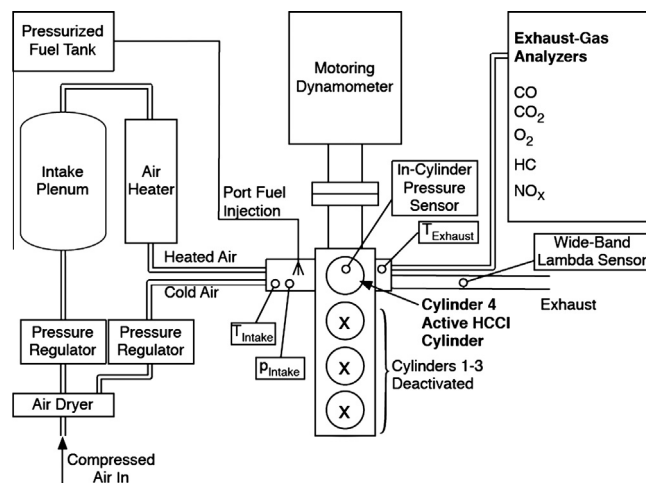 Pressurized
Fuel Tank
Motoring
Dynamometer
Exhaust-Gas
Analyzers
CO
CO2
O2
HC
NOx
Intake
Plenum
Air
Heater
Port Fuel
Injection
In-Cylinder
Pressure
Sensor
TExhaust
Wide-Band
Lambda Sensor
Heated Air
Cold Air
Exhaust
TIntake
pIntake
Cylinder 4
Active HCCI
Cylinder
X
X
X
Cylinders 1-3
Deactivated
Pressure
Regulator
Pressure
Regulator
Air Dryer
Compressed
Air In